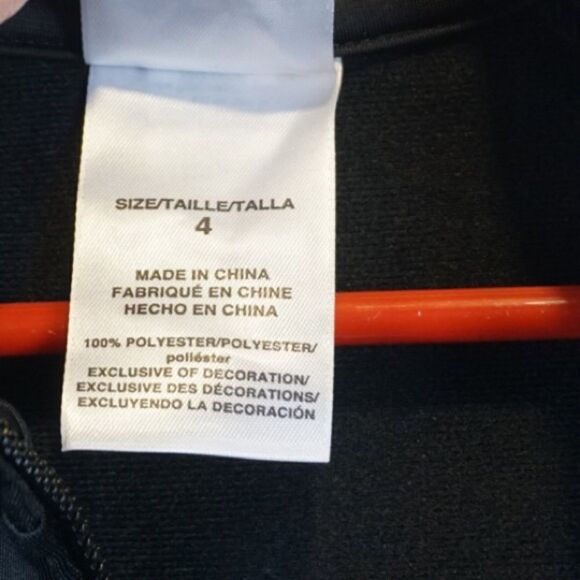 SIZE/TAILLE/TALLA
4
MADE IN CHINA
FABRIQUÉ EN CHINE
HECHO EN CHINA
100% POLYESTER/POLYESTER/
poliéster
EXCLUSIVE OF DECORATION/
EXCLUSIVE DES DÉCORATIONS/
EXCLUYENDO LA DECORACIÓN